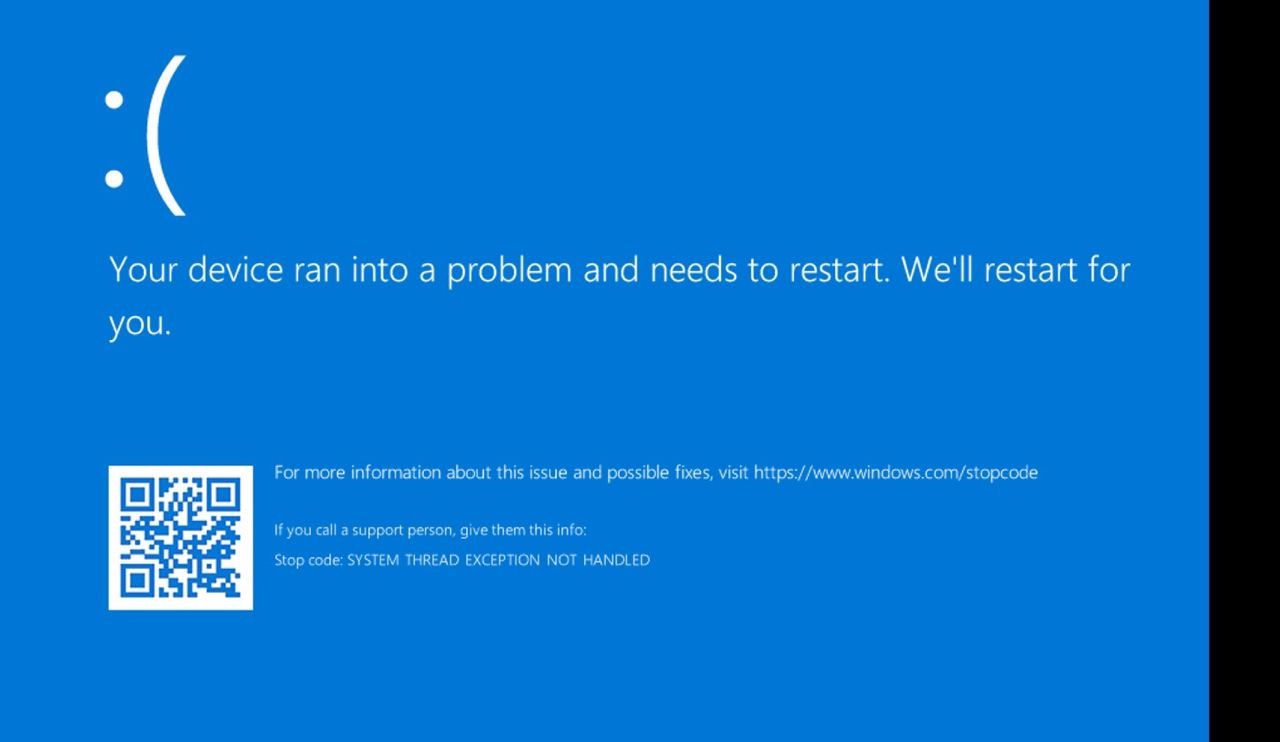 :(
Your device ran into a problem and needs to restart. We'll restart for
you.
For more information about this issue and possible fixes, visit https://www.windows.com/stopcode
If you call a support person, give them this info:
Stop code: SYSTEM THREAD EXCEPTION NOT HANDLED